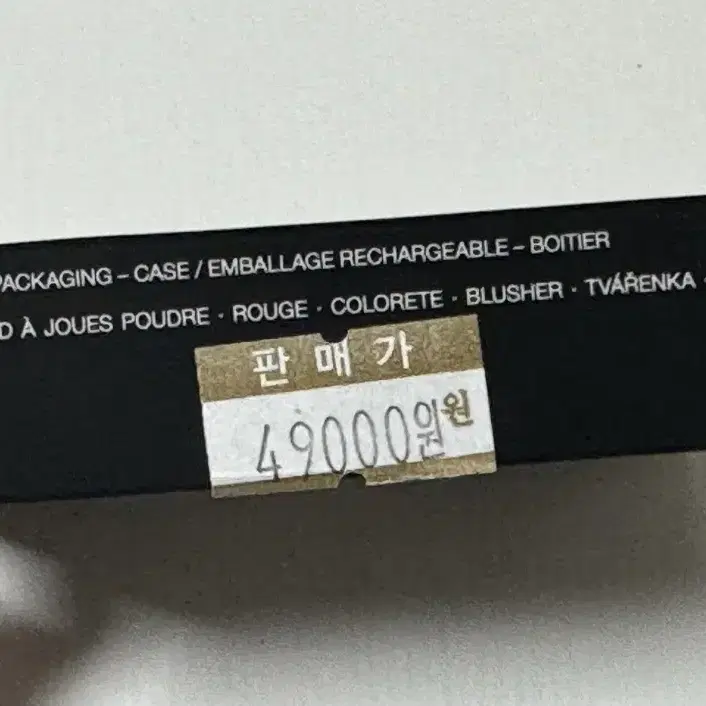 PACKAGING – CASE / EMBALLAGE RECHARGEABLE – BOITIER
D À JOUES POUDRE · ROUGE · COLORETE · BLUSHER · TVÁŘENKA ·
판 매 가
49000원원